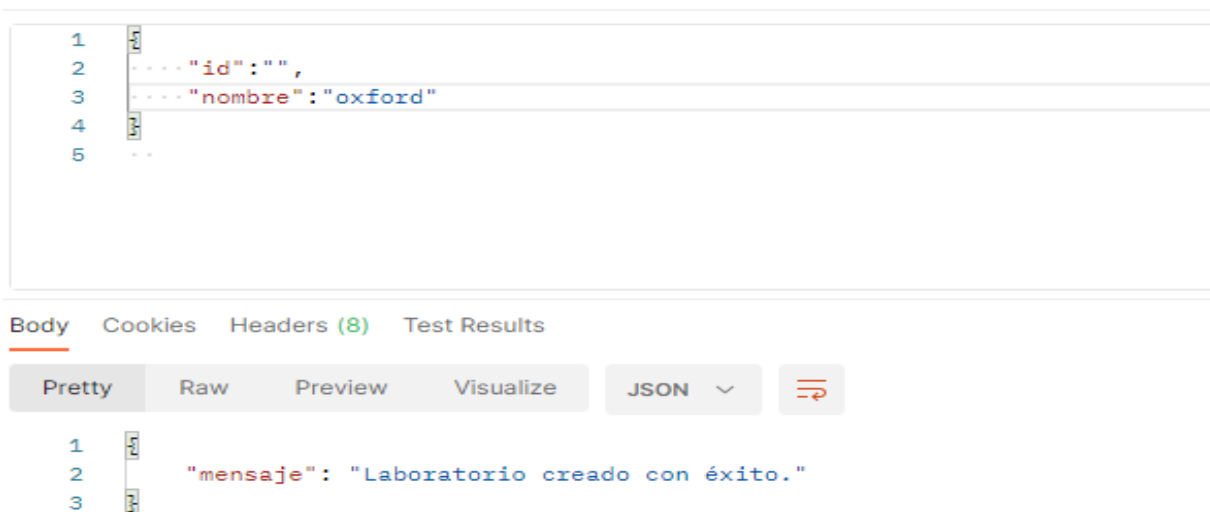 1 {
2 "id":"",
3 "nombre":"oxford"
4 }
5
Body Cookies Headers (8) Test Results
Pretty Raw Preview Visualize JSON
1 {
2 "mensaje": "Laboratorio creado con éxito."
3 }